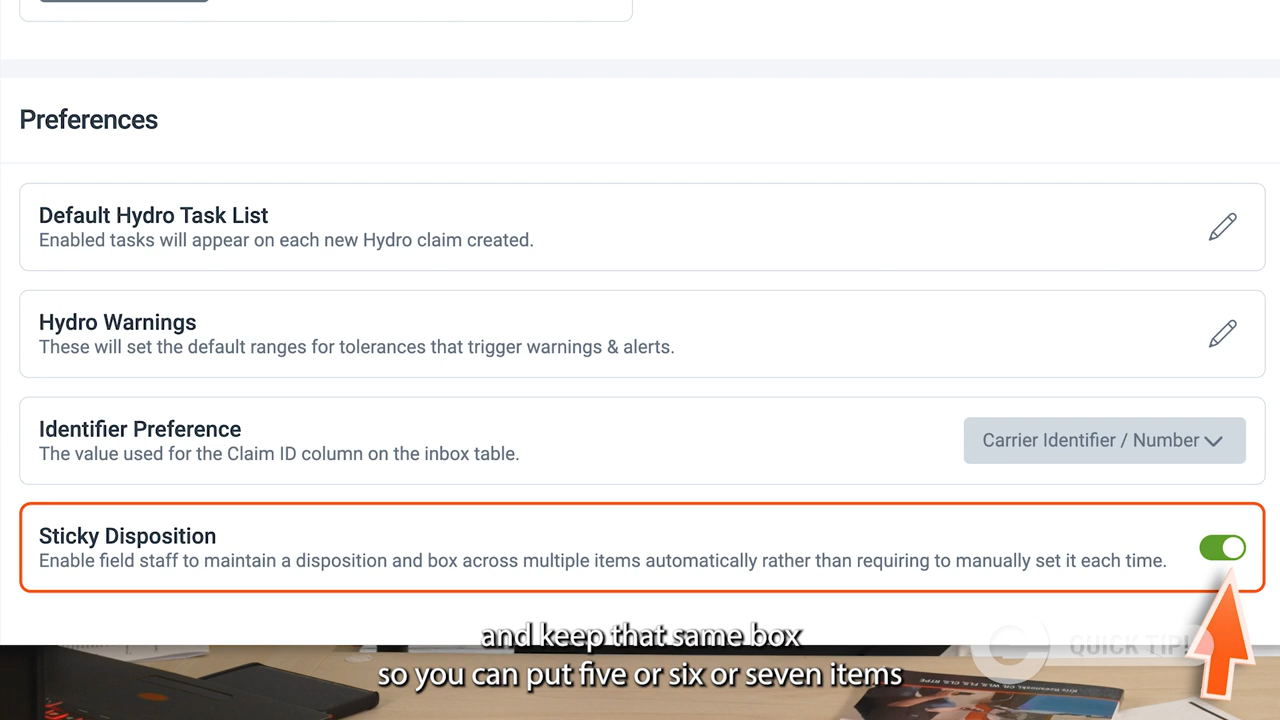 Preferences
Default Hydro Task List
Enabled tasks will appear on each new Hydro claim created.
Hydro Warnings
These will set the default ranges for tolerances that trigger warnings & alerts.
Identifier Preference
The value used for the Claim ID column on the inbox table.
Carrier Identifier / Number
Sticky Disposition
Enable field staff to maintain a disposition and box across multiple items automatically rather than requiring to manually set it each time.
and keep that same box
so you can put five or six or seven items
QUICK TIP!